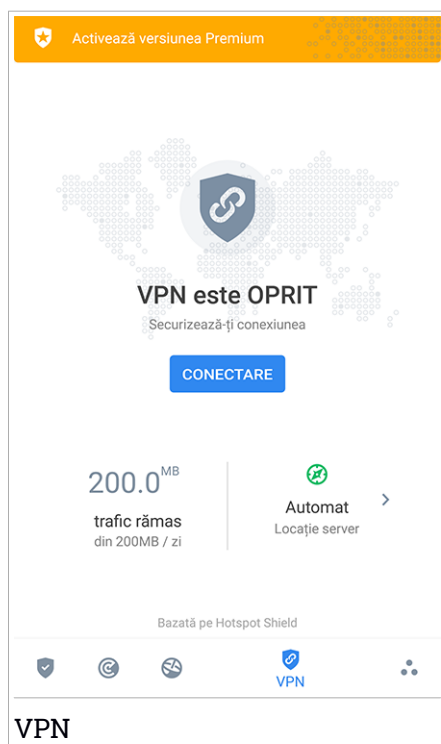 Activează versiunea Premium
VPN este OPRIT
Securizează-ți conexiunea
CONECTARE
200.0MB
trafic rămas
din 200MB / zi
Automat
Locație server
Bazată pe Hotspot Shield
VPN
VPN